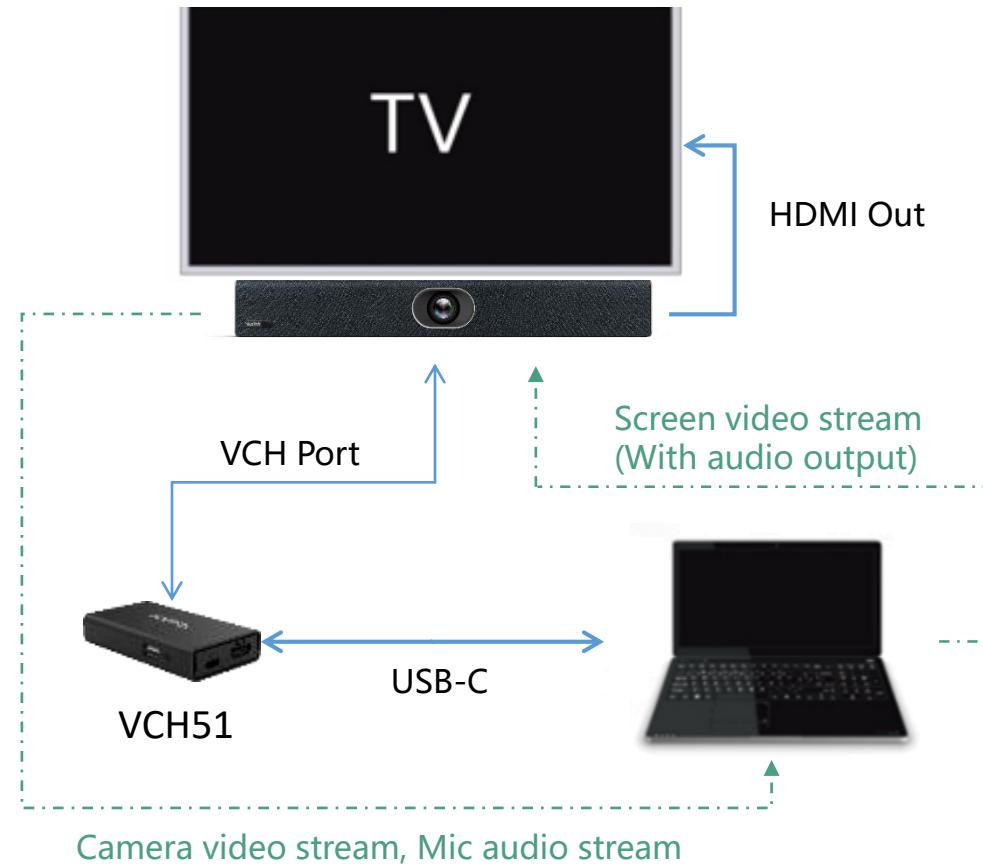 TV
HDMI Out
Screen video stream
(With audio output)
VCH Port
USB-C
VCH51
Camera video stream, Mic audio stream